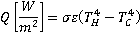 Q [W/m²] = σε(T_H⁴ − T_C⁴)